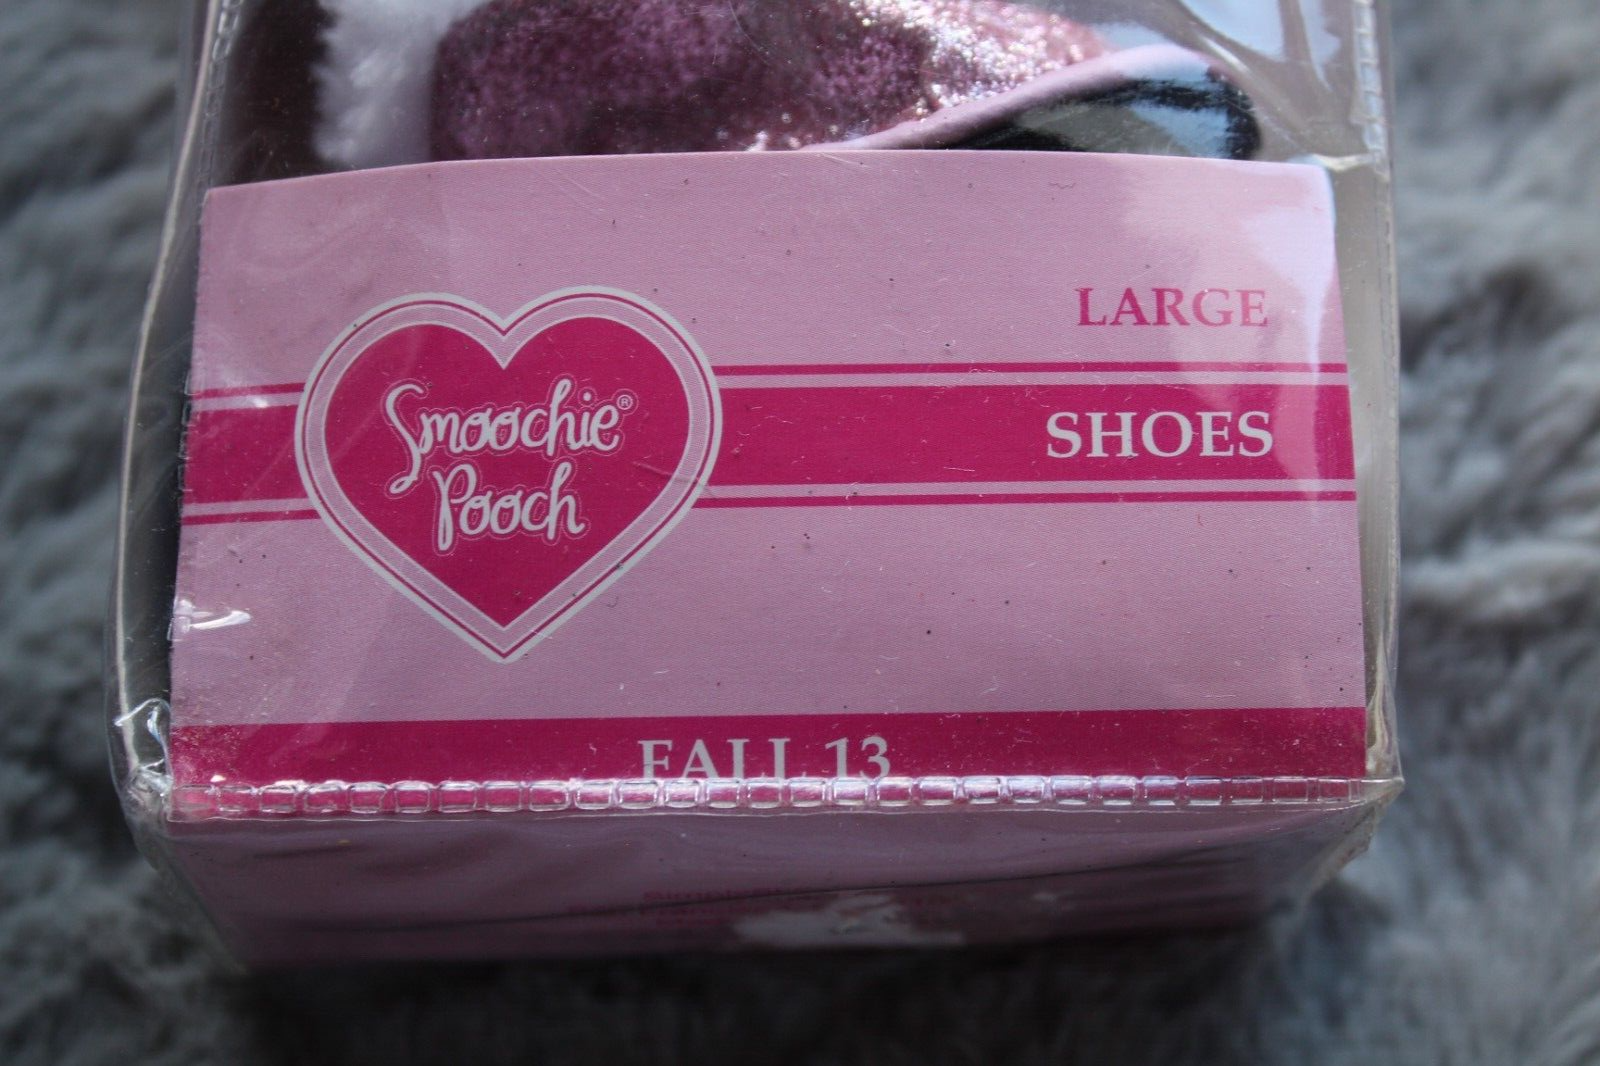 LARGE
SHOES
Smoochie®
Pooch
FALL 13